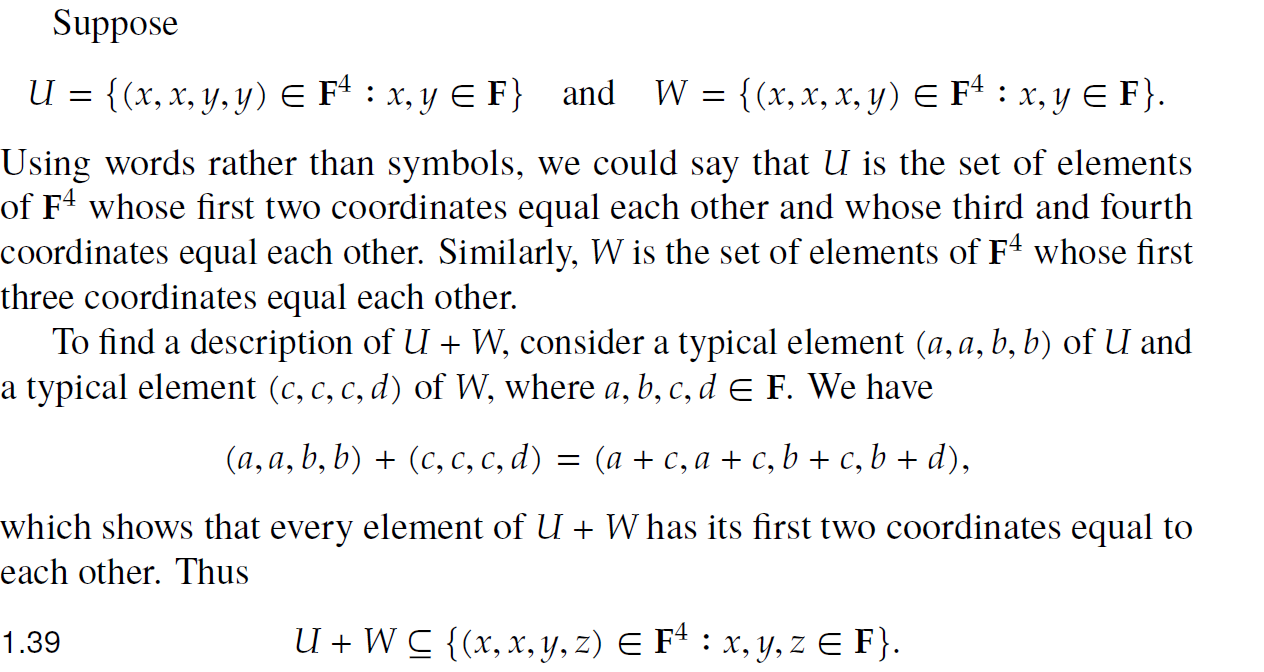 Suppose
U = {(x, x, y, y) ∈ F⁴ : x, y ∈ F} and W = {(x, x, x, y) ∈ F⁴ : x, y ∈ F}.
Using words rather than symbols, we could say that U is the set of elements
of F⁴ whose first two coordinates equal each other and whose third and fourth
coordinates equal each other. Similarly, W is the set of elements of F⁴ whose first
three coordinates equal each other.
To find a description of U + W, consider a typical element (a, a, b, b) of U and
a typical element (c, c, c, d) of W, where a, b, c, d ∈ F. We have
(a, a, b, b) + (c, c, c, d) = (a + c, a + c, b + c, b + d),
which shows that every element of U + W has its first two coordinates equal to
each other. Thus
1.39 U + W ⊆ {(x, x, y, z) ∈ F⁴ : x, y, z ∈ F}.